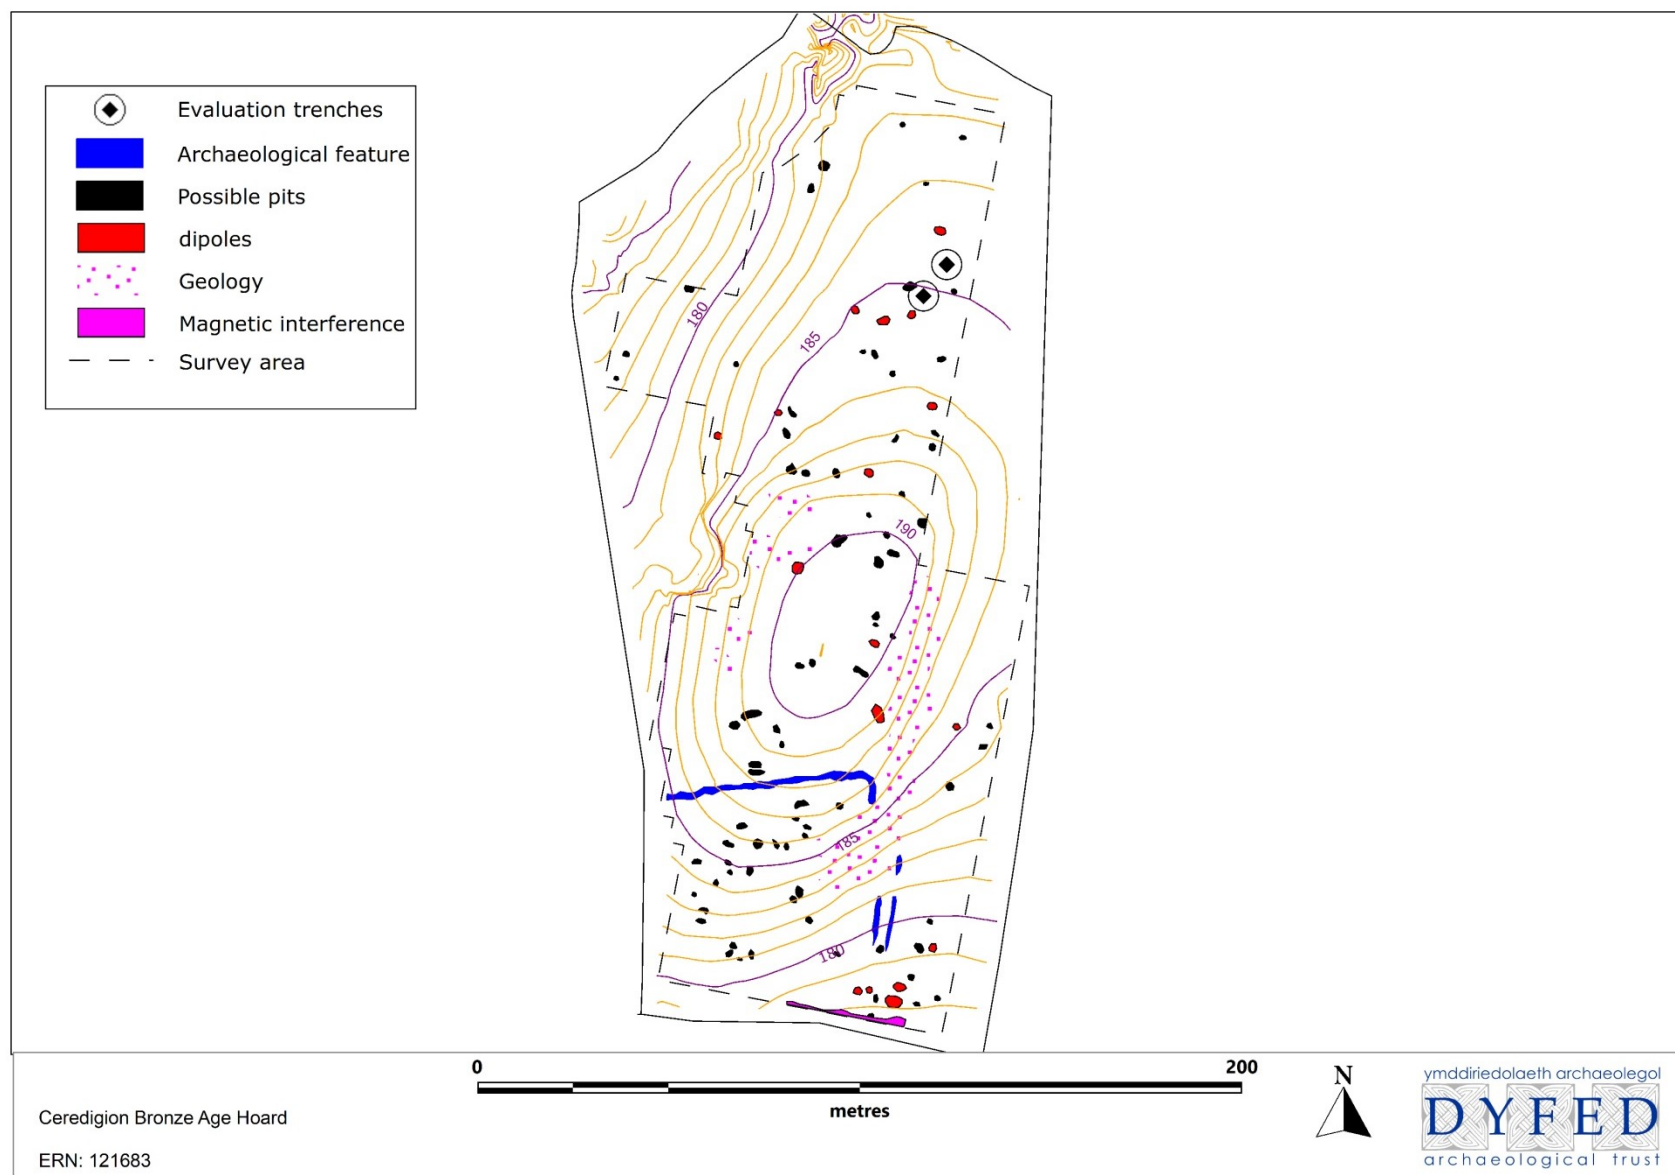 Evaluation trenches
Archaeological feature
Possible pits
dipoles
Geology
Magnetic interference
Survey area
180
185
190
185
180
0 200
metres
N
Ceredigion Bronze Age Hoard
ERN: 121683
ymddiriedolaeth archaeolegol
DYFED
archaeological trust